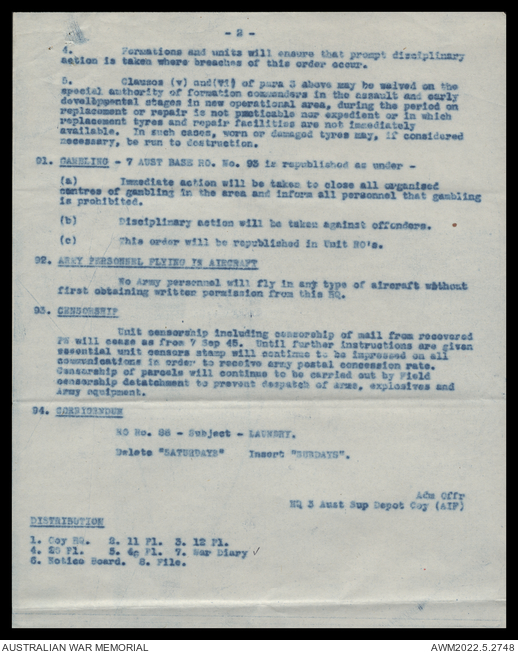 - 2 -
4. Formations and units will ensure that prompt disciplinary
action is taken where breaches of this order occur.
5. Clauses (v) and(vi) of para 3 above may be waived on the
special authority of formation commanders in the assault and early
developmental stages in new operational area, during the period on
replacement or repair is not practicable nor expedient or in which
replacement tyres and repair facilities are not immediately
available. In such cases, worn or damaged tyres may, if considered
necessary, be run to destruction.
91. GAMBLING - 7 AUST BASE RO. No. 93 is republished as under -
(a) Immediate action will be taken to close all organised
centres of gambling in the area and inform all personnel that gambling
is prohibited.
(b) Disciplinary action will be taken against offenders.
(c) This order will be republished in Unit RO's.
92. ARMY PERSONNEL FLYING IN AIRCRAFT
No Army personnel will fly in any type of aircraft without
first obtaining written permission from this HQ.
93. CENSORSHIP
Unit censorship including censorship of mail from recovered
PW will cease as from 7 Sep 45. Until further instructions are given
essential unit censors stamp will continue to be impressed on all
communications in order to receive army postal concession rate.
Censorship of parcels will continue to be carried out by Field
censorship detatchment to prevent despatch of Arms, explosives and
Army equipment.
94. CORRIGENDUM
RO No. 88 - Subject - LAUNDRY.
Delete "SATURDAYS" Insert "SUNDAYS".
Adm Offr
HQ 3 Aust Sup Depot Coy (AIF)
DISTRIBUTION
1. Coy HQ. 2. 11 Pl. 3. 12 Pl.
4. 20 Pl. 5. Pl. 7. War Diary ✓
6. Notice Board. 8. File.
AUSTRALIAN WAR MEMORIAL
AWM2022.5.2748